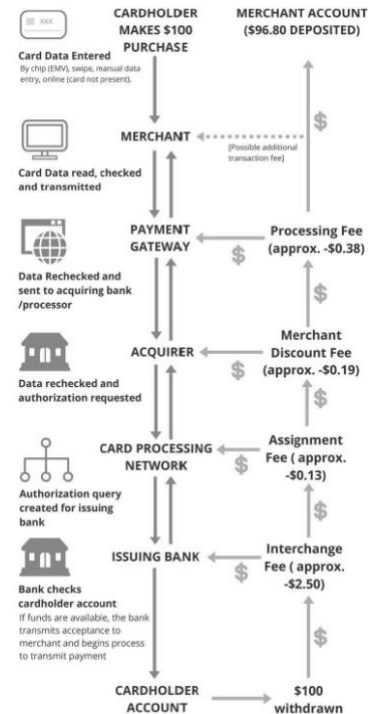 xxx
Card Data Entered
By chip (EMV), swipe, manual data
entry, online (card not present).
CARDHOLDER
MAKES $100
PURCHASE
MERCHANT ACCOUNT
($96.80 DEPOSITED)
$
MERCHANT
[Possible additional
transaction fee]
Card Data read, checked
and transmitted
PAYMENT
GATEWAY
$
Processing Fee
(approx. -$0.38)
Data Rechecked and
sent to acquiring bank
/processor
$
ACQUIRER
$
Merchant
Discount Fee
(approx. -$0.19)
Data rechecked and
authorization requested
$
CARD PROCESSING
NETWORK
$
Assignment
Fee ( approx.
-$0.13)
Authorization query
created for issuing
bank
$
ISSUING BANK
$
Interchange
Fee ( approx.
-$2.50)
Bank checks
cardholder account
If funds are available, the bank
transmits acceptance to
merchant and begins process
to transmit payment
$
CARDHOLDER
ACCOUNT
$100
withdrawn